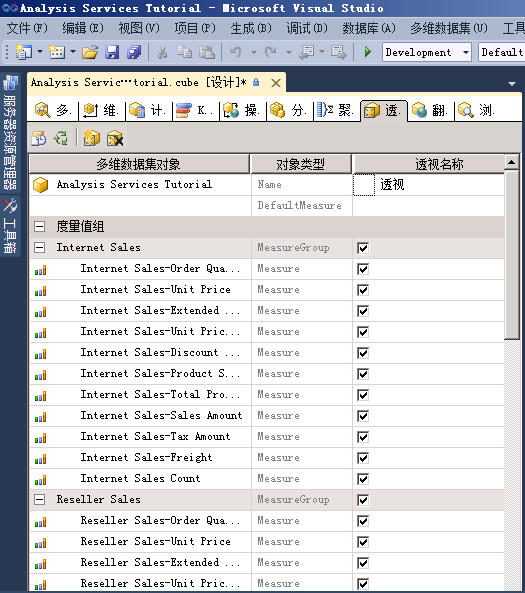 Analysis Services Tutorial - Microsoft Visual Studio
文件(F) 编辑(E) 视图(V) 项目(P) 生成(B) 调试(D) 数据库(A) 多维数据集(U) 工具
Development Default
Analysis Servic···torial.cube [设计]*
多. 维. 计. K.. 操. 分. Σ 聚. 透. 翻. 浏.
服务器资源管理器
工具箱
多维数据集对象 对象类型 透视名称
Analysis Services Tutorial Name 透视
DefaultMeasure
度量值组
Internet Sales MeasureGroup
Internet Sales-Order Qua... Measure
Internet Sales-Unit Price Measure
Internet Sales-Extended ... Measure
Internet Sales-Unit Pric... Measure
Internet Sales-Discount ... Measure
Internet Sales-Product S... Measure
Internet Sales-Total Pro... Measure
Internet Sales-Sales Amount Measure
Internet Sales-Tax Amount Measure
Internet Sales-Freight Measure
Internet Sales Count Measure
Reseller Sales MeasureGroup
Reseller Sales-Order Qua... Measure
Reseller Sales-Unit Price Measure
Reseller Sales-Extended ... Measure
Reseller Sales-Unit Pric... Measure